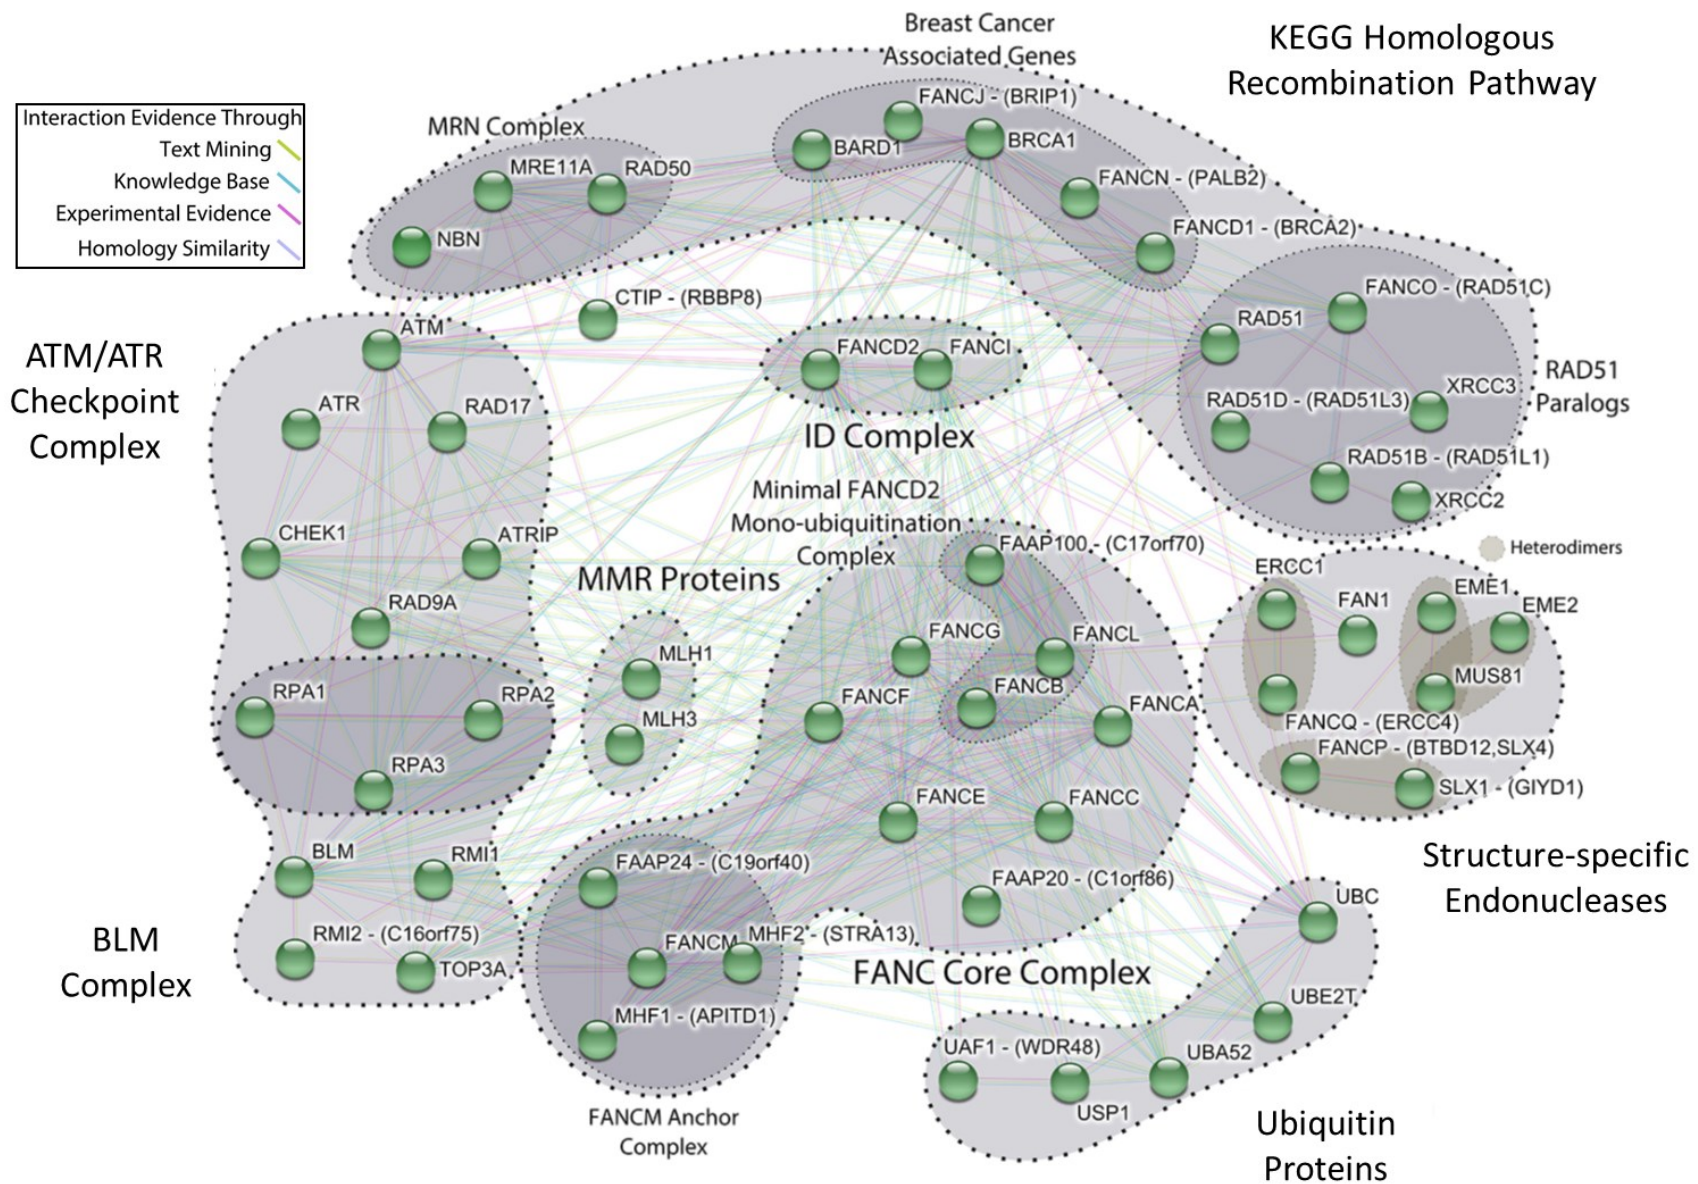 Breast Cancer
Associated Genes
KEGG Homologous
Recombination Pathway
Interaction Evidence Through
Text Mining
Knowledge Base
Experimental Evidence
Homology Similarity
MRN Complex
MRE11A
RAD50
NBN
FANCJ - (BRIP1)
BARD1
BRCA1
FANCN - (PALB2)
FANCD1 - (BRCA2)
CTIP - (RBBP8)
FANCO - (RAD51C)
RAD51
XRCC3
RAD51D - (RAD51L3)
RAD51B - (RAD51L1)
XRCC2
RAD51
Paralogs
ATM/ATR
Checkpoint
Complex
ATM
ATR
RAD17
CHEK1
ATRIP
RAD9A
RPA1
RPA2
RPA3
FANCD2
FANCI
ID Complex
Minimal FANCD2
Mono-ubiquitination
Complex
MMR Proteins
MLH1
MLH3
FAAP100 - (C17orf70)
FANCG
FANCL
FANCB
FANCF
FANCA
FANCE
FANCC
FAAP20 - (C1orf86)
FANC Core Complex
Heterodimers
ERCC1
FAN1
EME1
EME2
MUS81
FANCQ - (ERCC4)
FANCP - (BTBD12,SLX4)
SLX1 - (GIYD1)
Structure-specific
Endonucleases
BLM
RMI1
RMI2 - (C16orf75)
TOP3A
BLM
Complex
FAAP24 - (C19orf40)
FANCM
MHF2 - (STRA13)
MHF1 - (APITD1)
FANCM Anchor
Complex
UBC
UBE2T
UBA52
UAF1 - (WDR48)
USP1
Ubiquitin
Proteins